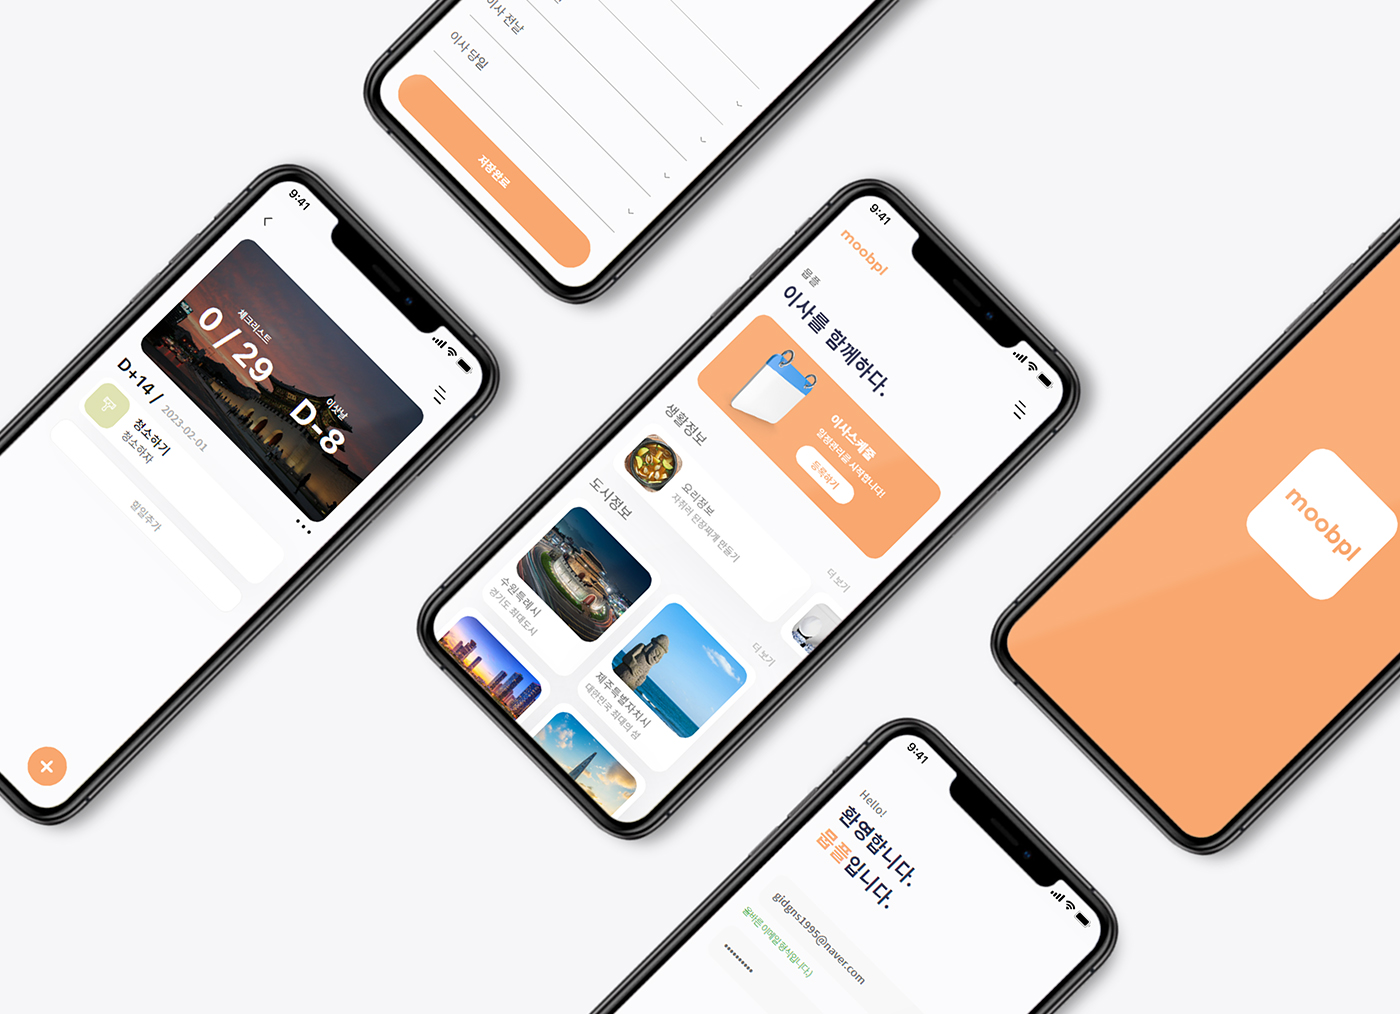 이사 전날
이사 당일
저장완료
9:41
체크리스트
0 / 29
이삿날
D-8
D+14 / 2023-02-01
청소하기
청소하자
할일추가
9:41
moobpl
뭅플
이사를 함께하다.
이사스케줄
일정관리를 시작합니다!
등록하기
생활정보
더 보기
요리정보
자취러 된장찌개 만들기
도시정보
더 보기
수원특례시
경기도 최대도시
제주특별자치시
대한민국 최대의 섬
moobpl
9:41
Hello!
환영합니다.
뭅플입니다.
gidgns1995@naver.com
올바른 이메일 형식입니다:)
••••••••••